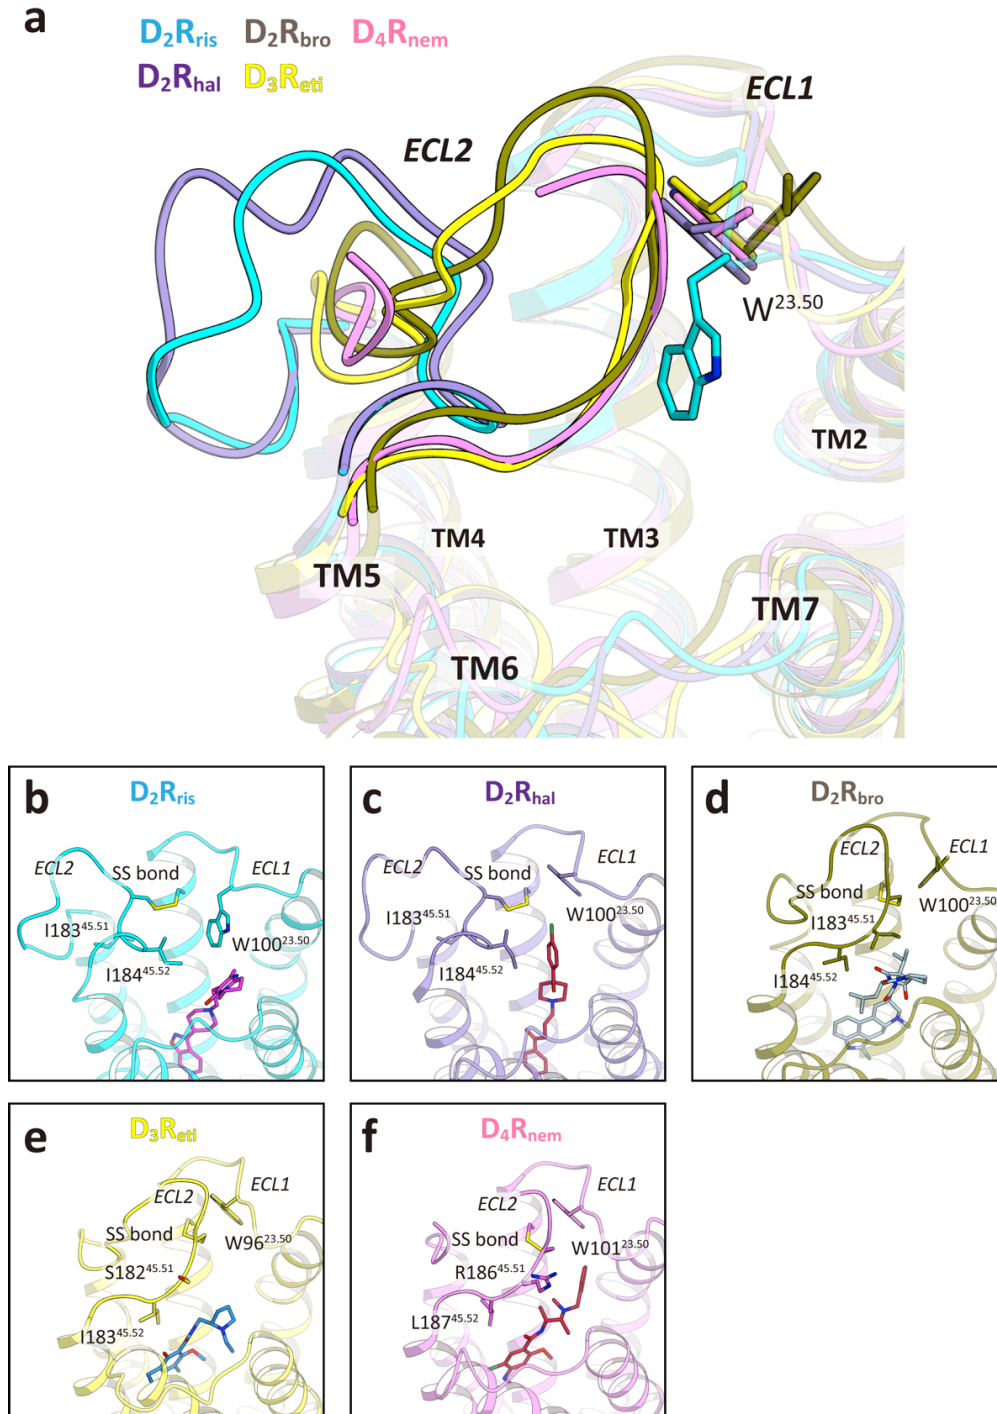 a
D₂Rris D₂Rbro D₄Rnem
D₂Rhal D₃Reti
ECL1
ECL2
W23.50
TM2
TM4 TM3
TM5
TM7
TM6
b
D₂Rris
ECL2
SS bond
ECL1
I18345.51
W10023.50
I18445.52
c
D₂Rhal
ECL2
SS bond
ECL1
I18345.51
W10023.50
I18445.52
d
D₂Rbro
ECL2
ECL1
SS bond
I18345.51
W10023.50
I18445.52
e
D₃Reti
ECL2
ECL1
SS bond
W9623.50
S18245.51
I18345.52
f
D₄Rnem
ECL2
ECL1
SS bond
W10123.50
R18645.51
L18745.52